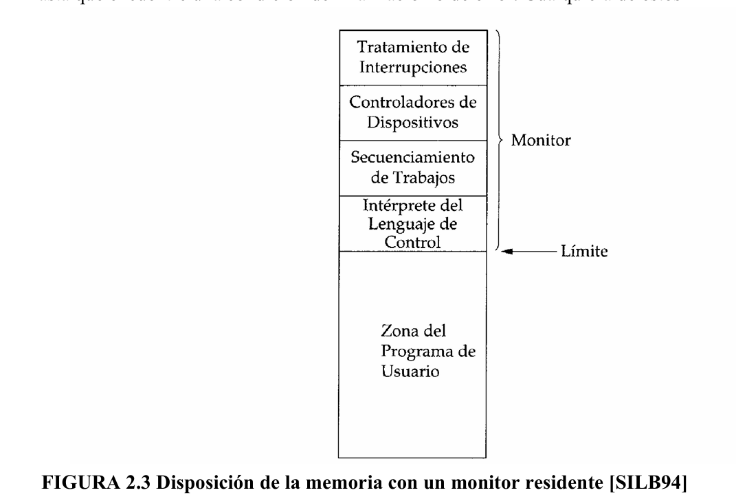 Tratamiento de
Interrupciones
Controladores de
Dispositivos
Secuenciamiento
de Trabajos
Intérprete del
Lenguaje de
Control
Monitor
Límite
Zona del
Programa de
Usuario
FIGURA 2.3 Disposición de la memoria con un monitor residente [SILB94]